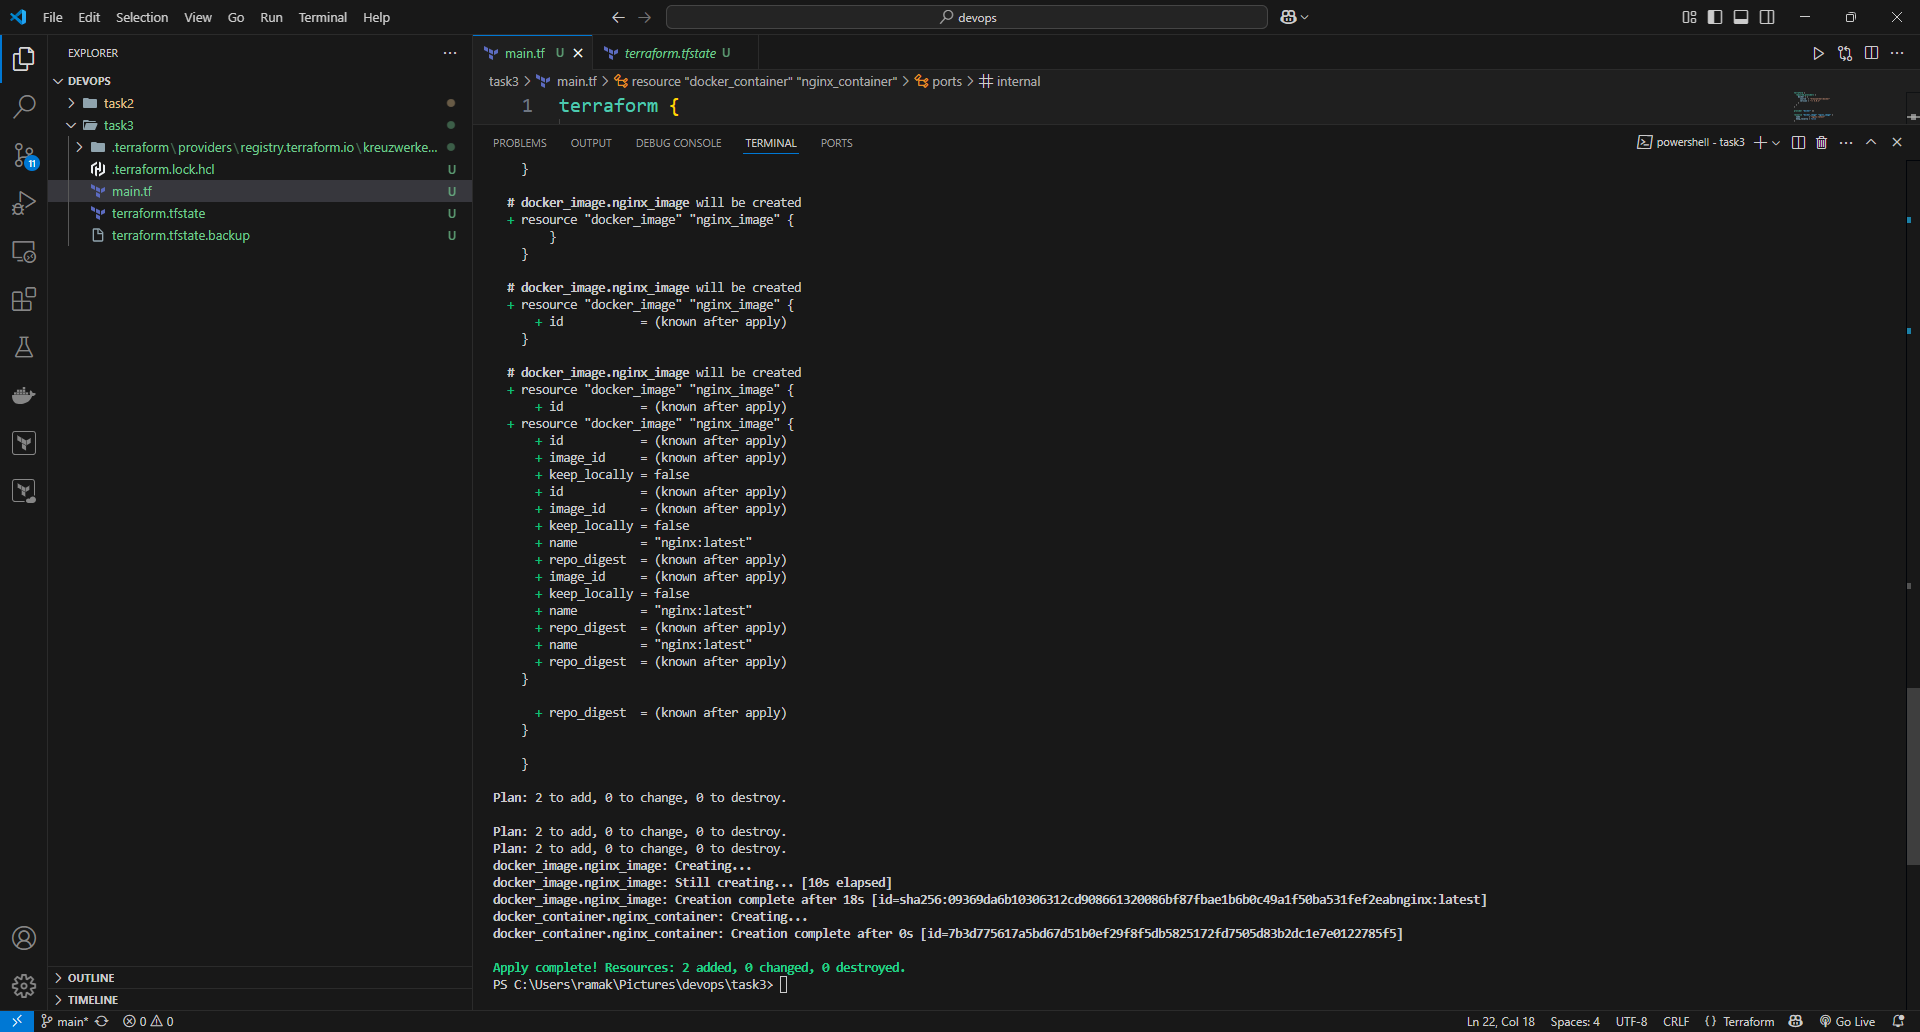 File Edit Selection View Go Run Terminal Help
devops
EXPLORER
DEVOPS
task2
task3
.terraform\providers\registry.terraform.io\kreuzwerke...
.terraform.lock.hcl U
main.tf U
terraform.tfstate U
terraform.tfstate.backup U
11
OUTLINE
TIMELINE
main.tf U
terraform.tfstate U
task3 > main.tf > resource "docker_container" "nginx_container" > ports > internal
1 terraform {
PROBLEMS OUTPUT DEBUG CONSOLE TERMINAL PORTS
powershell - task3
}
# docker_image.nginx_image will be created
+ resource "docker_image" "nginx_image" {
}
}
# docker_image.nginx_image will be created
+ resource "docker_image" "nginx_image" {
+ id = (known after apply)
}
# docker_image.nginx_image will be created
+ resource "docker_image" "nginx_image" {
+ id = (known after apply)
+ resource "docker_image" "nginx_image" {
+ id = (known after apply)
+ image_id = (known after apply)
+ keep_locally = false
+ id = (known after apply)
+ image_id = (known after apply)
+ keep_locally = false
+ name = "nginx:latest"
+ repo_digest = (known after apply)
+ image_id = (known after apply)
+ keep_locally = false
+ name = "nginx:latest"
+ repo_digest = (known after apply)
+ name = "nginx:latest"
+ repo_digest = (known after apply)
}
+ repo_digest = (known after apply)
}
}
Plan: 2 to add, 0 to change, 0 to destroy.
Plan: 2 to add, 0 to change, 0 to destroy.
Plan: 2 to add, 0 to change, 0 to destroy.
docker_image.nginx_image: Creating...
docker_image.nginx_image: Still creating... [10s elapsed]
docker_image.nginx_image: Creation complete after 18s [id=sha256:09369da6b10306312cd908661320086bf87fbae1b6b0c49a1f50ba531fef2eabnginx:latest]
docker_container.nginx_container: Creating...
docker_container.nginx_container: Creation complete after 0s [id=7b3d775617a5bd67d51b0ef29f8f5db5825172fd7505d83b2dc1e7e0122785f5]
Apply complete! Resources: 2 added, 0 changed, 0 destroyed.
PS C:\Users\ramak\Pictures\devops\task3>
main* 0 0
Ln 22, Col 18 Spaces: 4 UTF-8 CRLF {} Terraform Go Live